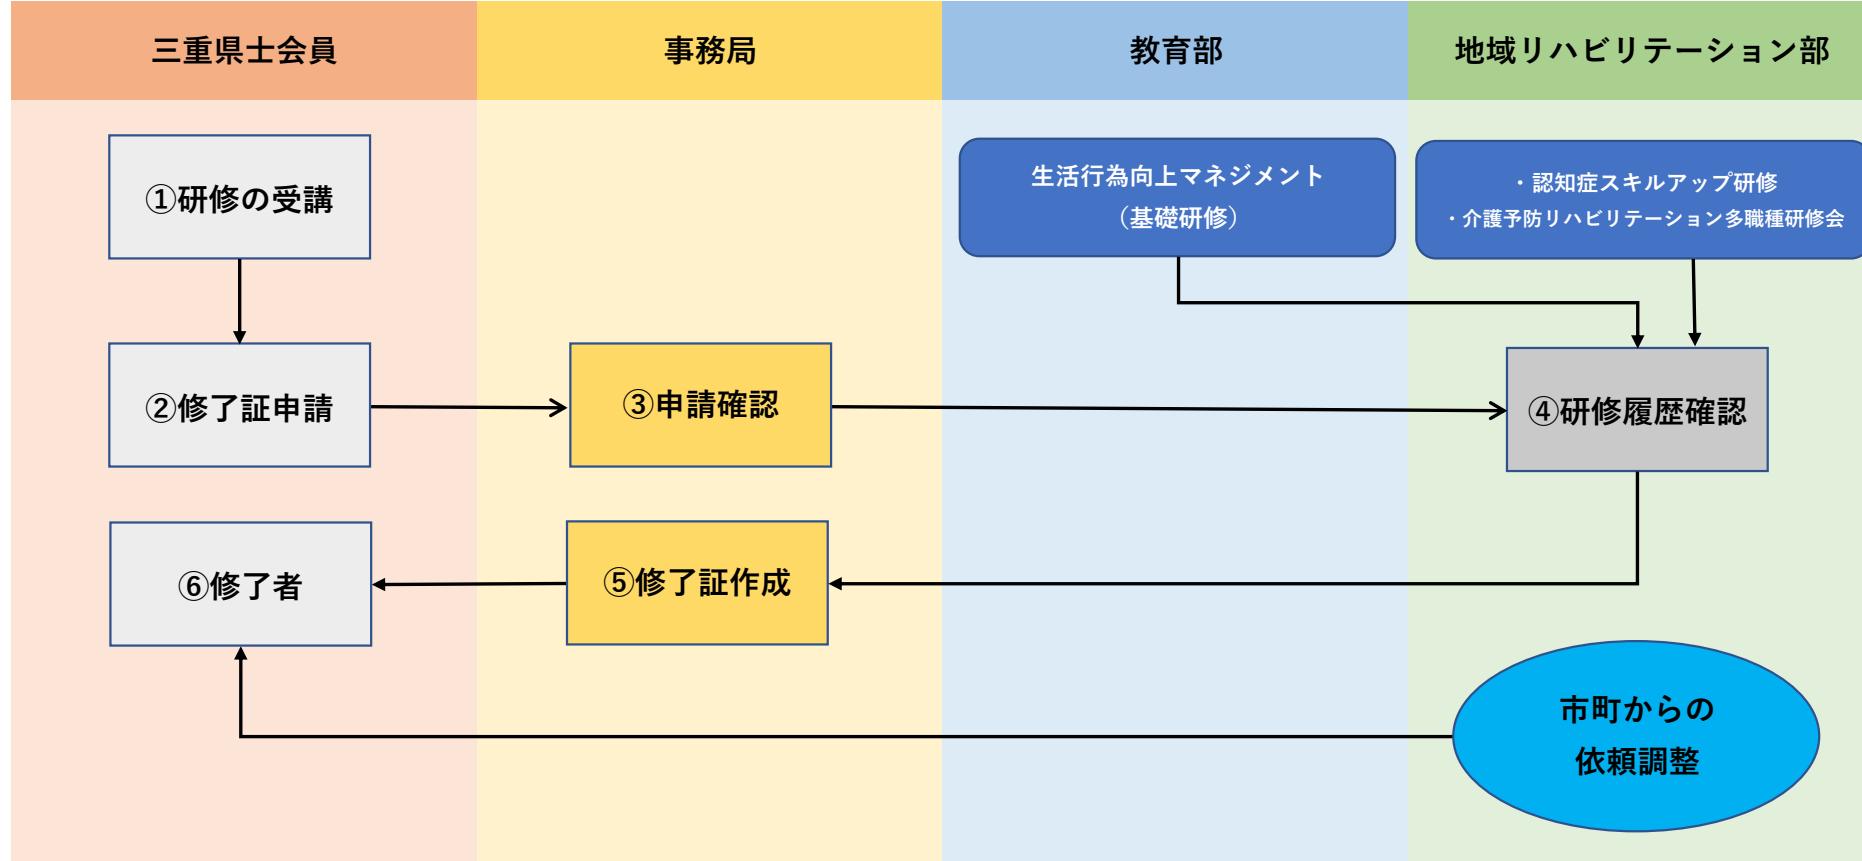 三重県士会員
事務局
教育部
地域リハビリテーション部
①研修の受講
生活行為向上マネジメント
（基礎研修）
・認知症スキルアップ研修
・介護予防リハビリテーション多職種研修会
②修了証申請
③申請確認
④研修履歴確認
⑥修了者
⑤修了証作成
市町からの
依頼調整